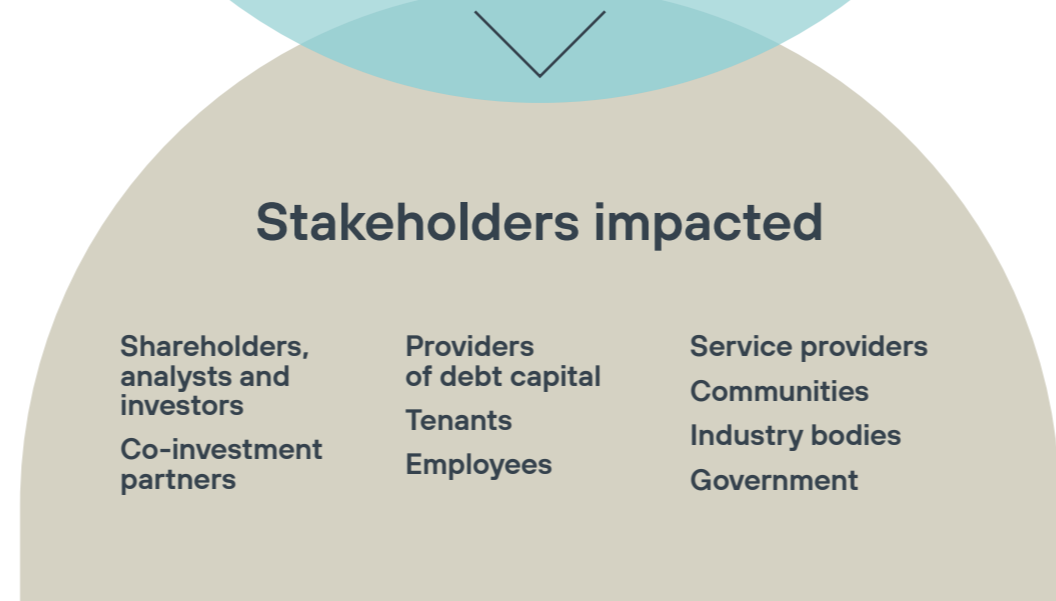 Stakeholders impacted
Shareholders,
analysts and
investors
Co-investment
partners
Providers
of debt capital
Tenants
Employees
Service providers
Communities
Industry bodies
Government